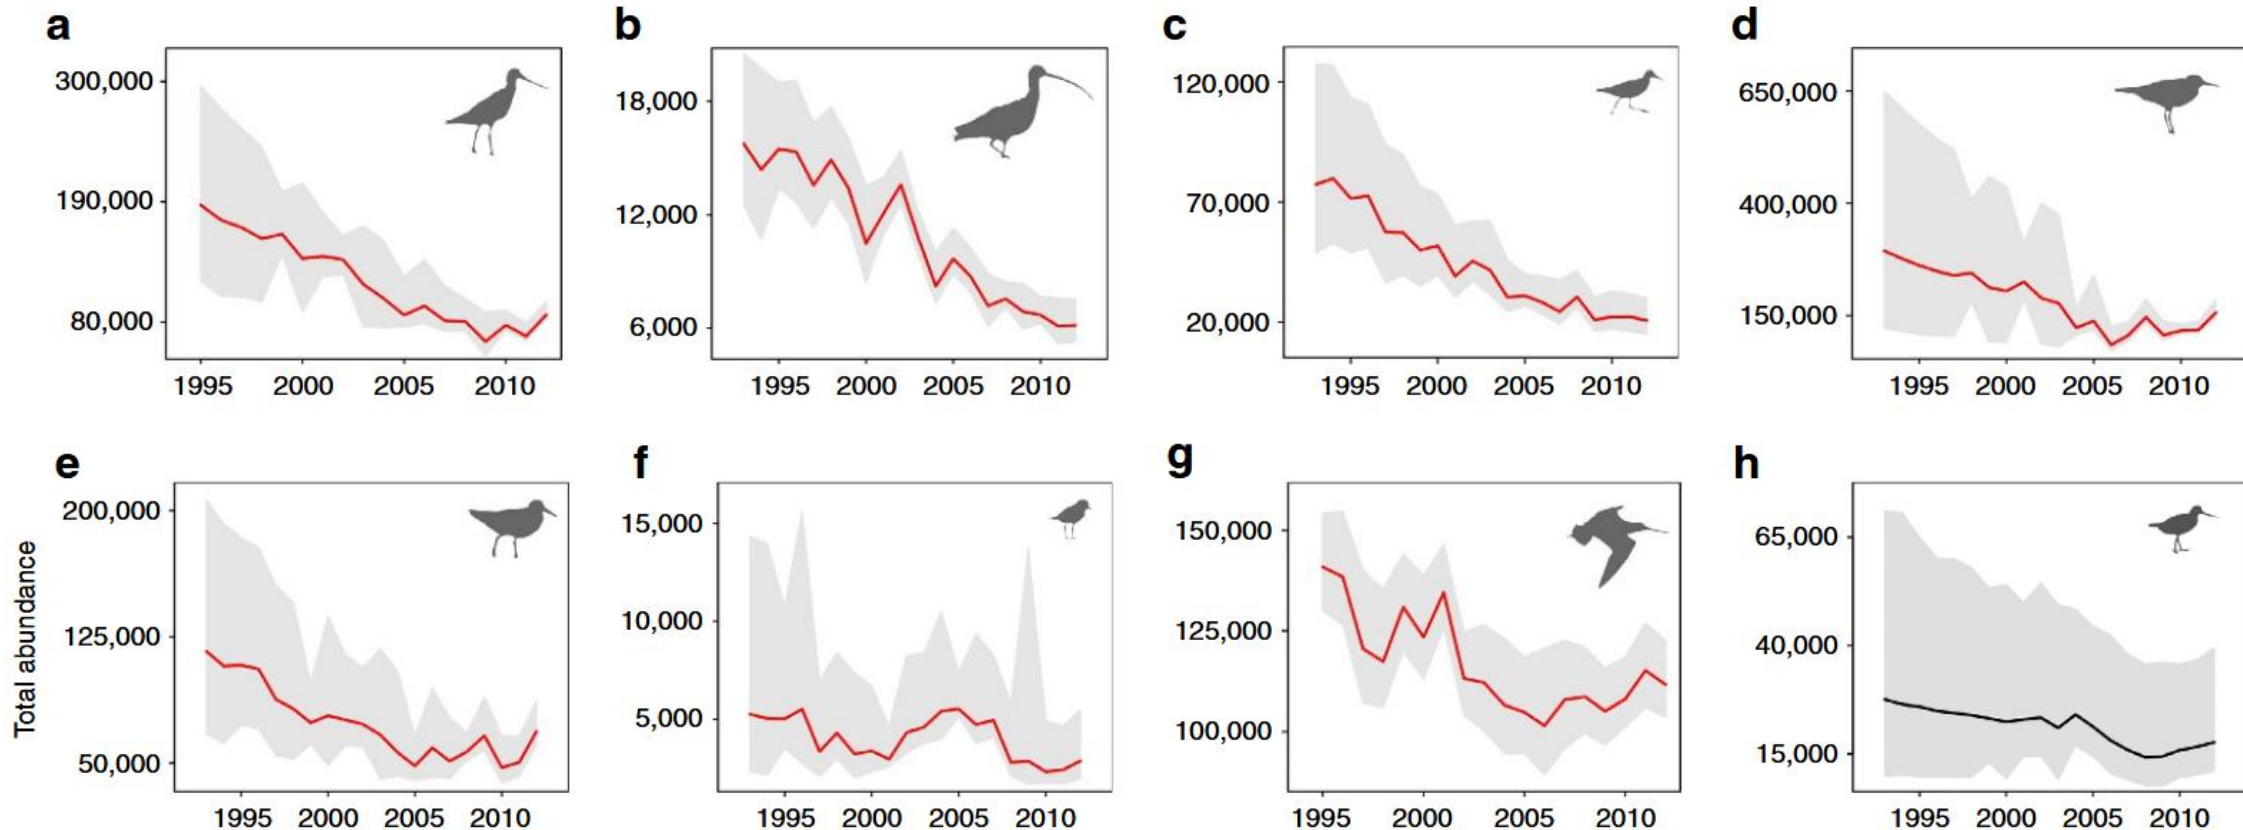 a b c d
300,000 190,000 80,000
1995 2000 2005 2010
18,000 12,000 6,000
1995 2000 2005 2010
120,000 70,000 20,000
1995 2000 2005 2010
650,000 400,000 150,000
1995 2000 2005 2010
e f g h
Total abundance
200,000 125,000 50,000
1995 2000 2005 2010
15,000 10,000 5,000
1995 2000 2005 2010
150,000 125,000 100,000
1995 2000 2005 2010
65,000 40,000 15,000
1995 2000 2005 2010